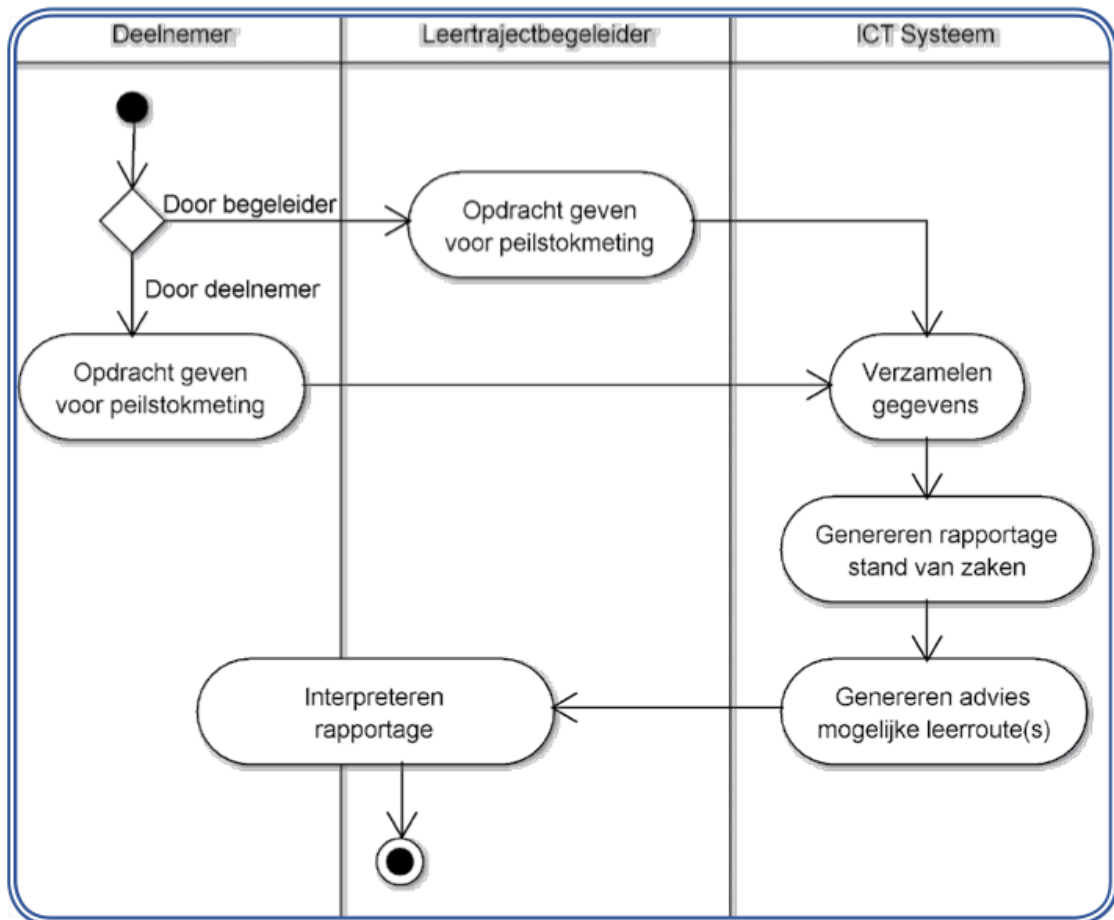 Deelnemer
Leertrajectbegeleider
ICT Systeem
Door begeleider
Opdracht geven
voor peilstokmeting
Door deelnemer
Opdracht geven
voor peilstokmeting
Verzamelen
gegevens
Genereren rapportage
stand van zaken
Interpreteren
rapportage
Genereren advies
mogelijke leerroute(s)